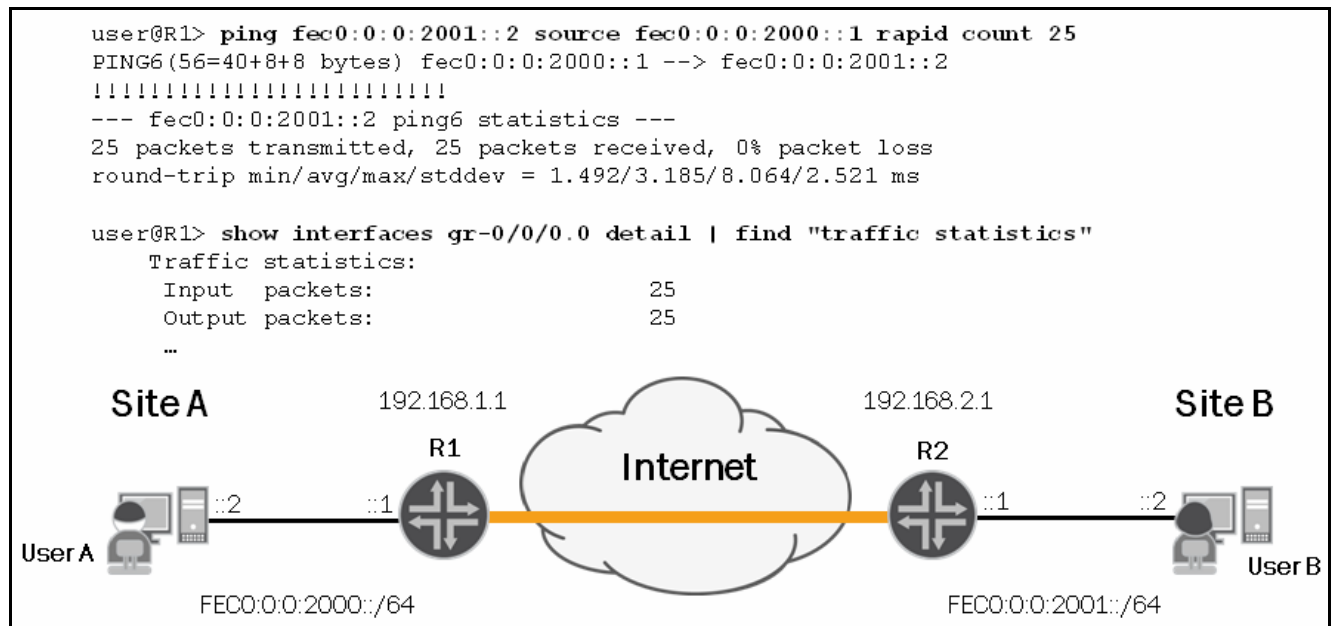 user@R1> ping fec0:0:0:2001::2 source fec0:0:0:2000::1 rapid count 25
PING6(56=40+8+8 bytes) fec0:0:0:2000::1 --> fec0:0:0:2001::2
!!!!!!!!!!!!!!!!!!!!!!!!!
--- fec0:0:0:2001::2 ping6 statistics ---
25 packets transmitted, 25 packets received, 0% packet loss
round-trip min/avg/max/stddev = 1.492/3.185/8.064/2.521 ms
user@R1> show interfaces gr-0/0/0.0 detail | find "traffic statistics"
Traffic statistics:
Input packets: 25
Output packets: 25
…
Site A
192.168.1.1
192.168.2.1
Site B
R1
Internet
R2
::2
::1
::1
::2
User A
User B
FEC0:0:0:2000::/64
FEC0:0:0:2001::/64